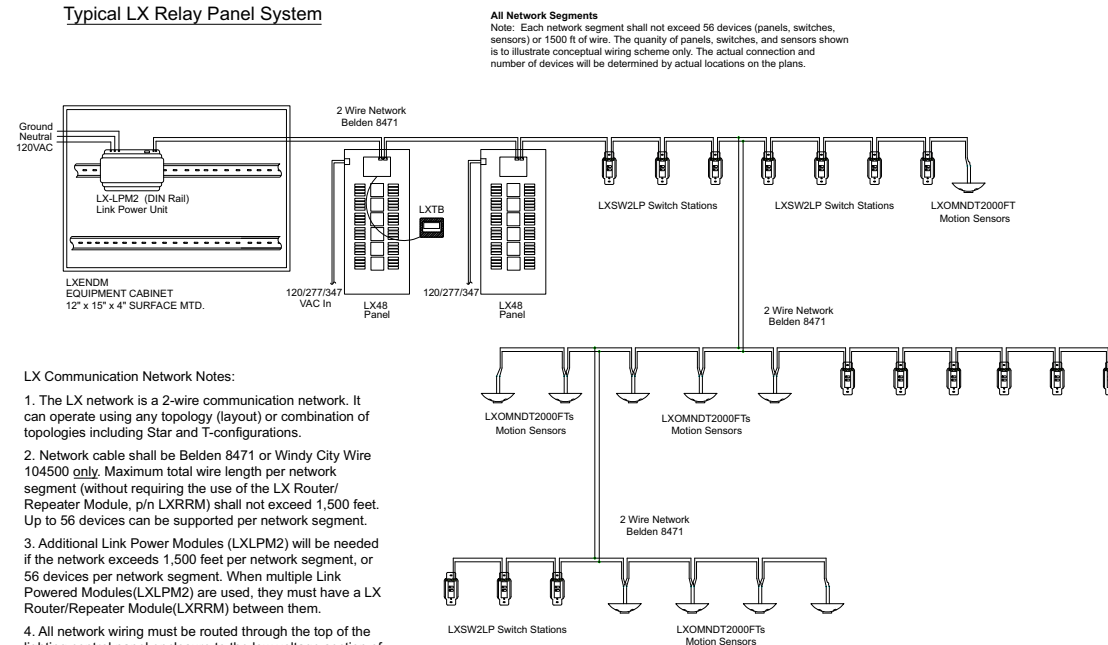 Typical LX Relay Panel System
All Network Segments
Note: Each network segment shall not exceed 56 devices (panels, switches,
sensors) or 1500 ft of wire. The quanity of panels, switches, and sensors shown
is to illustrate conceptual wiring scheme only. The actual connection and
number of devices will be determined by actual locations on the plans.
Ground
Neutral
120VAC
LX-LPM2 (DIN Rail)
Link Power Unit
LXENDM
EQUIPMENT CABINET
12" x 15" x 4" SURFACE MTD.
2 Wire Network
Belden 8471
LXTB
120/277/347
VAC In
LX48
Panel
120/277/347
LX48
Panel
LXSW2LP Switch Stations
LXSW2LP Switch Stations
LXOMNDT2000FT
Motion Sensors
2 Wire Network
Belden 8471
LXOMNDT2000FTs
Motion Sensors
LXOMNDT2000FTs
Motion Sensors
2 Wire Network
Belden 8471
LXSW2LP Switch Stations
LXOMNDT2000FTs
Motion Sensors
LX Communication Network Notes:
1. The LX network is a 2-wire communication network. It
can operate using any topology (layout) or combination of
topologies including Star and T-configurations.
2. Network cable shall be Belden 8471 or Windy City Wire
104500 only. Maximum total wire length per network
segment (without requiring the use of the LX Router/
Repeater Module, p/n LXRRM) shall not exceed 1,500 feet.
Up to 56 devices can be supported per network segment.
3. Additional Link Power Modules (LXLPM2) will be needed
if the network exceeds 1,500 feet per network segment, or
56 devices per network segment. When multiple Link
Powered Modules(LXLPM2) are used, they must have a LX
Router/Repeater Module(LXRRM) between them.
4. All network wiring must be routed through the top of the